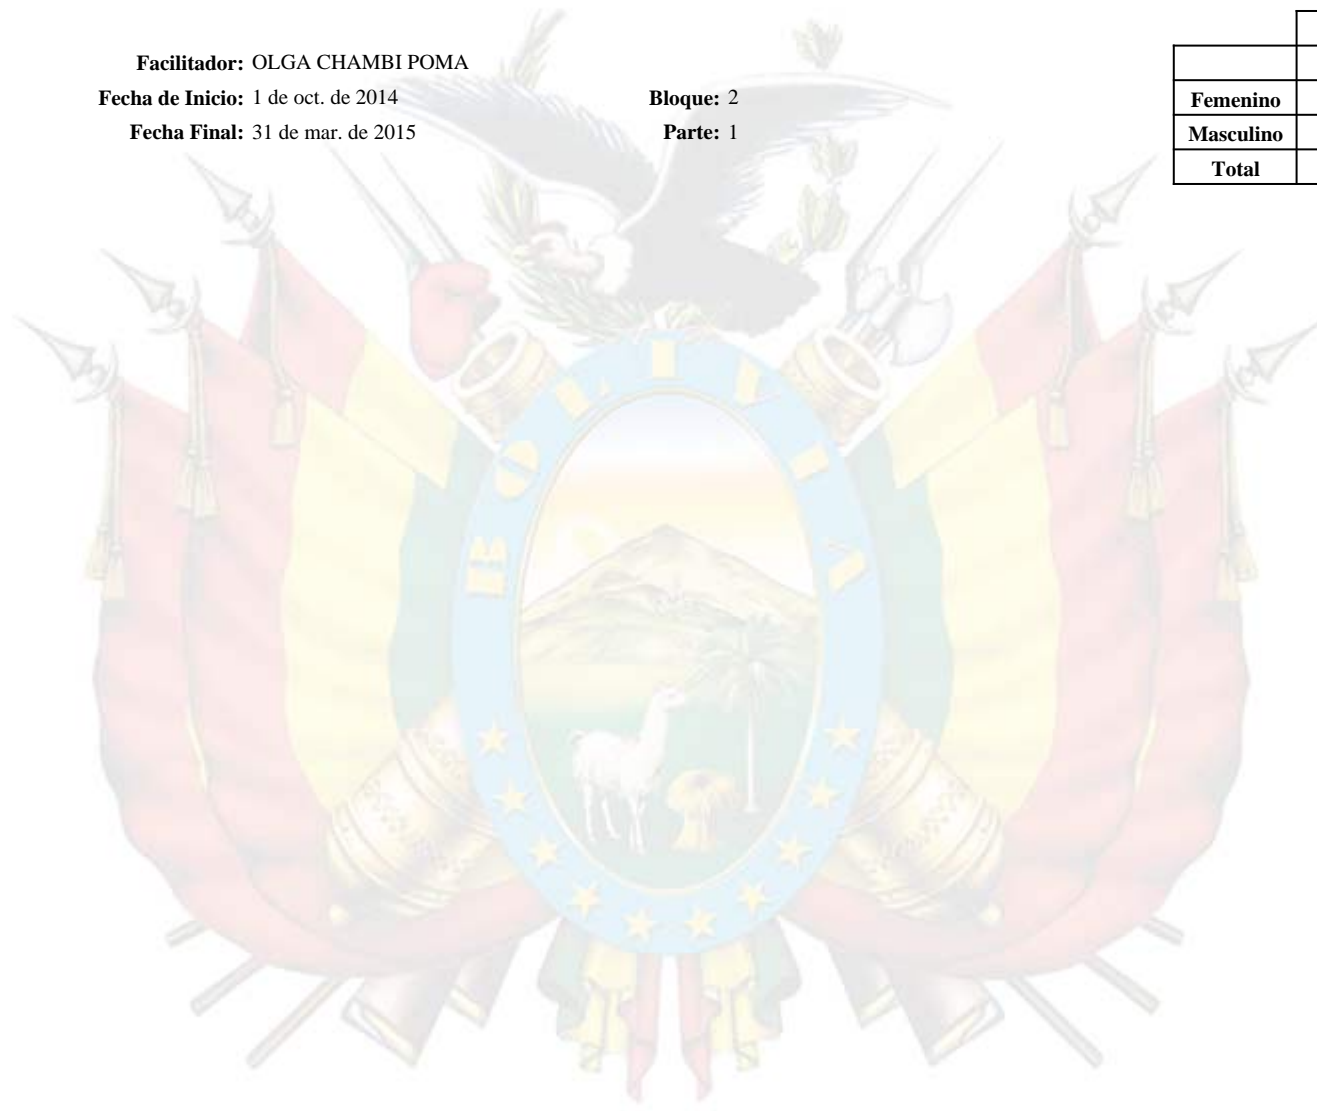 Facilitador: OLGA CHAMBI POMA
Fecha de Inicio: 1 de oct. de 2014 Bloque: 2
Fecha Final: 31 de mar. de 2015 Parte: 1
Femenino
Masculino
Total
BOLIVIA